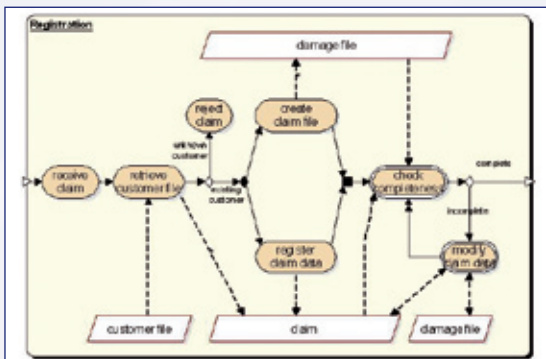 Registration
damage file
reject
claim
create
claim file
unknown
customer
receive
claim
retrieve
customer file
existing
customer
check
completeness
complete
incomplete
register
claim data
modify
claim data
customer file
claim
damage file